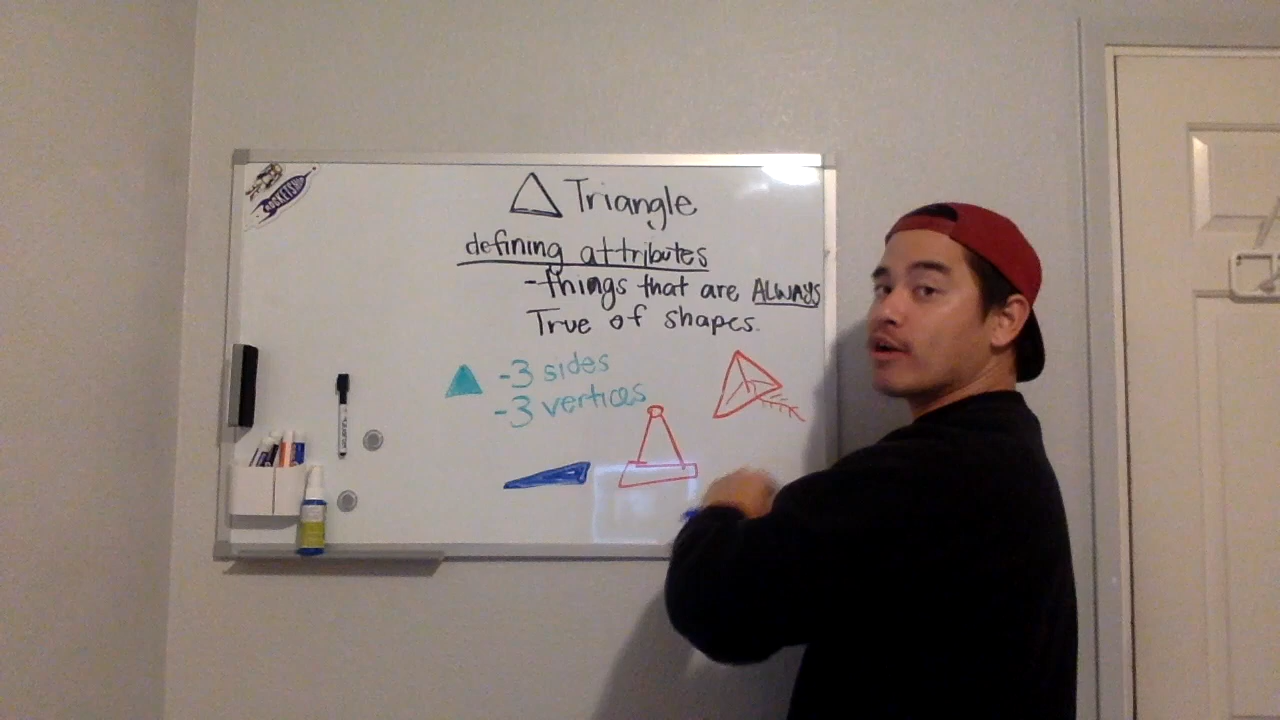 Triangle
defining attributes
-things that are ALWAYS
True of shapes.
-3 sides
-3 vertices